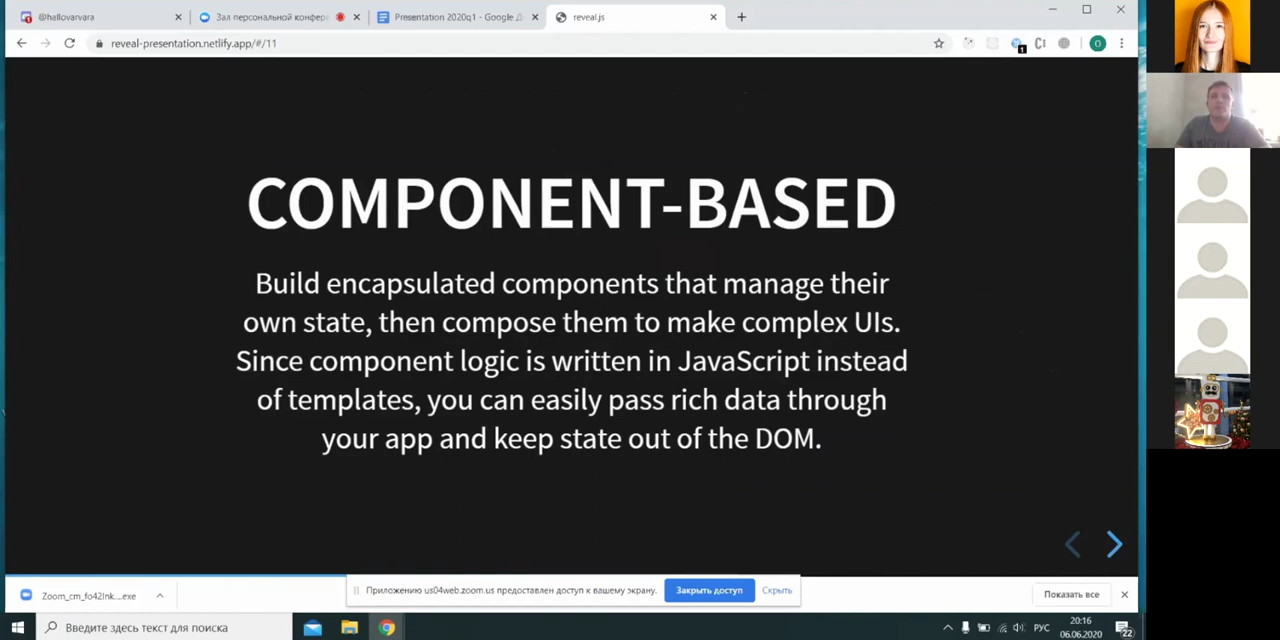 @hallovarvara
Зал персональной конфер
Presentation 2020q1 - Google Д
reveal.js
reveal-presentation.netlify.app/#/11
1
O
COMPONENT-BASED
Build encapsulated components that manage their
own state, then compose them to make complex UIs.
Since component logic is written in JavaScript instead
of templates, you can easily pass rich data through
your app and keep state out of the DOM.
Приложению us04web.zoom.us предоставлен доступ к вашему экрану.
Закрыть доступ
Скрыть
Zoom_cm_fo42lnk....exe
Показать все
Введите здесь текст для поиска
РУС
20:16
06.06.2020
22